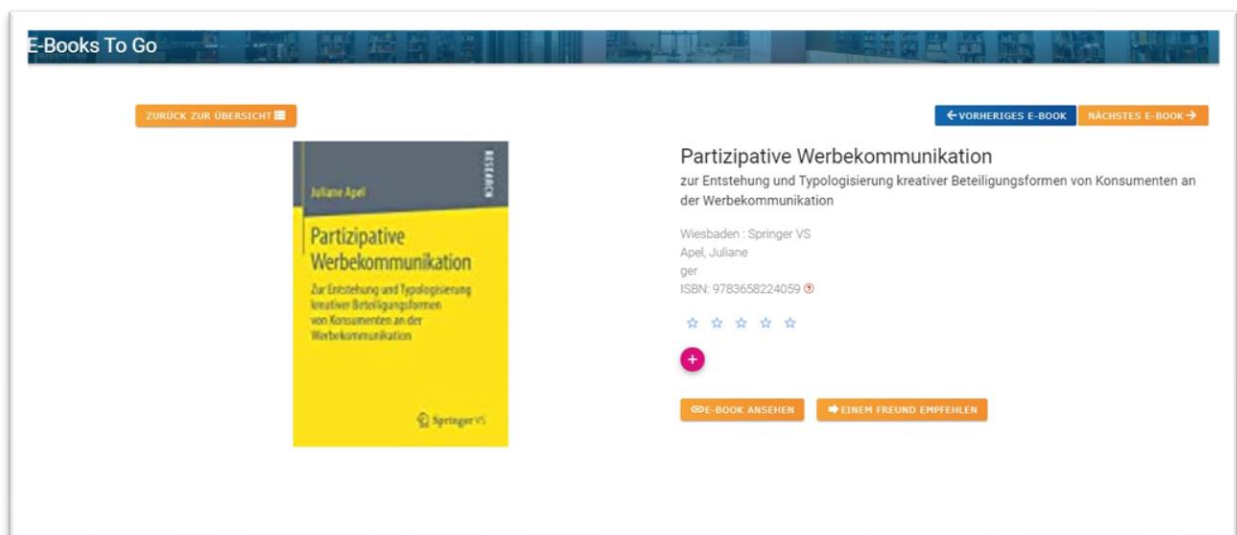 E-Books To Go
ZURÜCK ZUR ÜBERSICHT
VORHERIGES E-BOOK
NÄCHSTES E-BOOK
RESEARCH
Juliane Apel
Partizipative
Werbekommunikation
Zur Entstehung und Typologisierung
kreativer Beteiligungsformen
von Konsumenten an der
Werbekommunikation
Springer VS
Partizipative Werbekommunikation
zur Entstehung und Typologisierung kreativer Beteiligungsformen von Konsumenten an
der Werbekommunikation
Wiesbaden : Springer VS
Apel, Juliane
ger
ISBN: 9783658224059
E-BOOK ANSEHEN
EINEM FREUND EMPFEHLEN